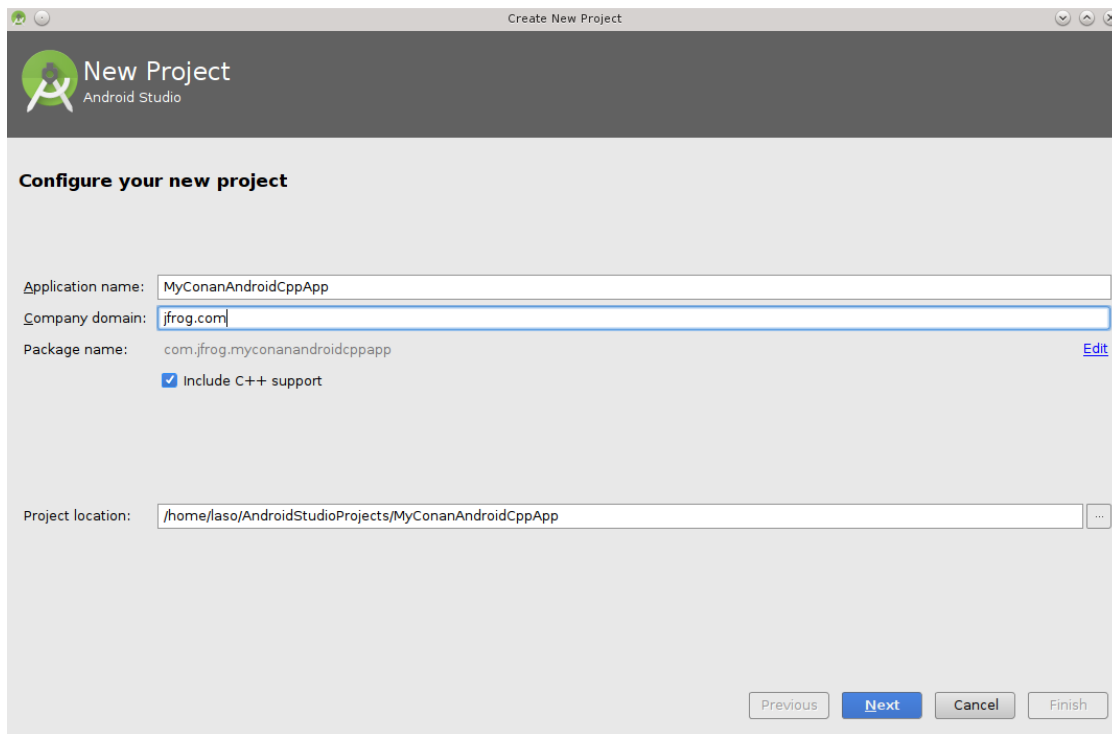 Create New Project
New Project
Android Studio
Configure your new project
Application name: MyConanAndroidCppApp
Company domain: jfrog.com
Package name: com.jfrog.myconanandroidcppapp Edit
Include C++ support
Project location: /home/laso/AndroidStudioProjects/MyConanAndroidCppApp ...
Previous Next Cancel Finish